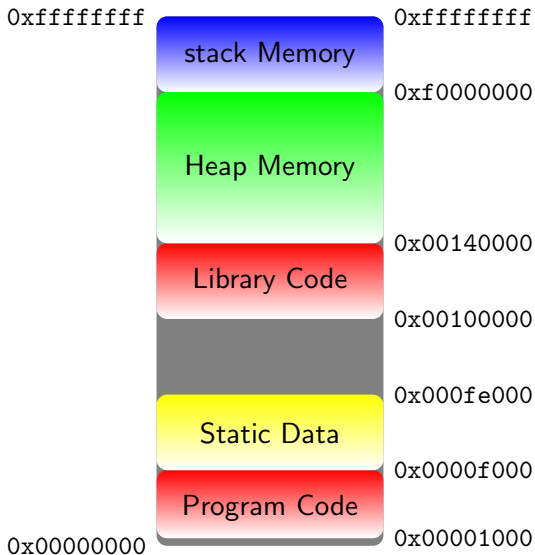 0xffffffff
0xffffffff
stack Memory
0xf0000000
Heap Memory
0x00140000
Library Code
0x00100000
0x000fe000
Static Data
0x0000f000
Program Code
0x00001000
0x00000000